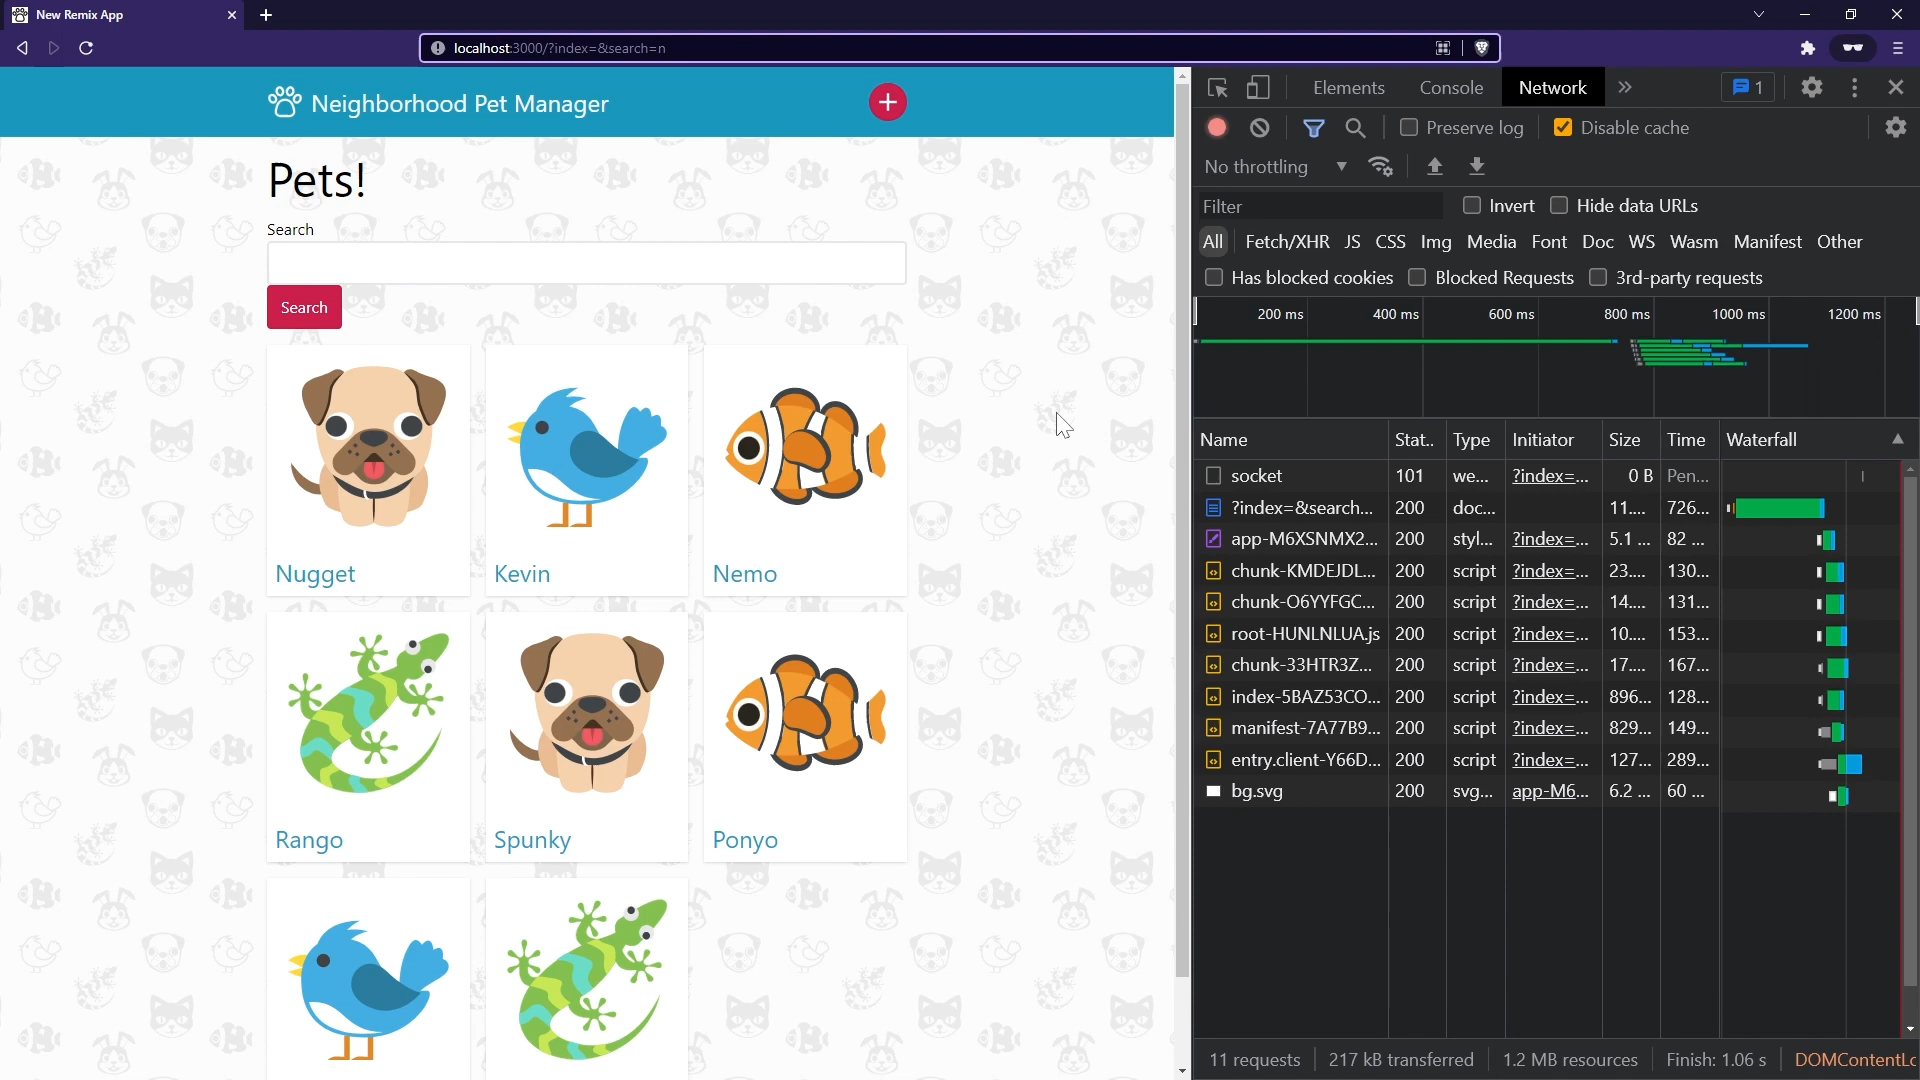 New Remix App
localhost:3000/?index=&search=n
Neighborhood Pet Manager
Pets!
Search
Search
Nugget
Kevin
Nemo
Rango
Spunky
Ponyo
Elements Console Network 1
Preserve log Disable cache
No throttling
Filter Invert Hide data URLs
All Fetch/XHR JS CSS Img Media Font Doc WS Wasm Manifest Other
Has blocked cookies Blocked Requests 3rd-party requests
200 ms 400 ms 600 ms 800 ms 1000 ms 1200 ms
Name Stat.. Type Initiator Size Time Waterfall
socket 101 we... ?index=... 0 B Pen...
?index=&search... 200 doc... 11.... 726...
app-M6XSNMX2... 200 styl... ?index=... 5.1 ... 82 ...
chunk-KMDEJDL... 200 script ?index=... 23.... 130...
chunk-O6YYFGC... 200 script ?index=... 14.... 131...
root-HUNLNLUA.js 200 script ?index=... 10.... 153...
chunk-33HTR3Z... 200 script ?index=... 17.... 167...
index-5BAZ53CO... 200 script ?index=... 896... 128...
manifest-7A77B9... 200 script ?index=... 829... 149...
entry.client-Y66D... 200 script ?index=... 127... 289...
bg.svg 200 svg... app-M6... 6.2 ... 60 ...
11 requests 217 kB transferred 1.2 MB resources Finish: 1.06 s DOMContentLc